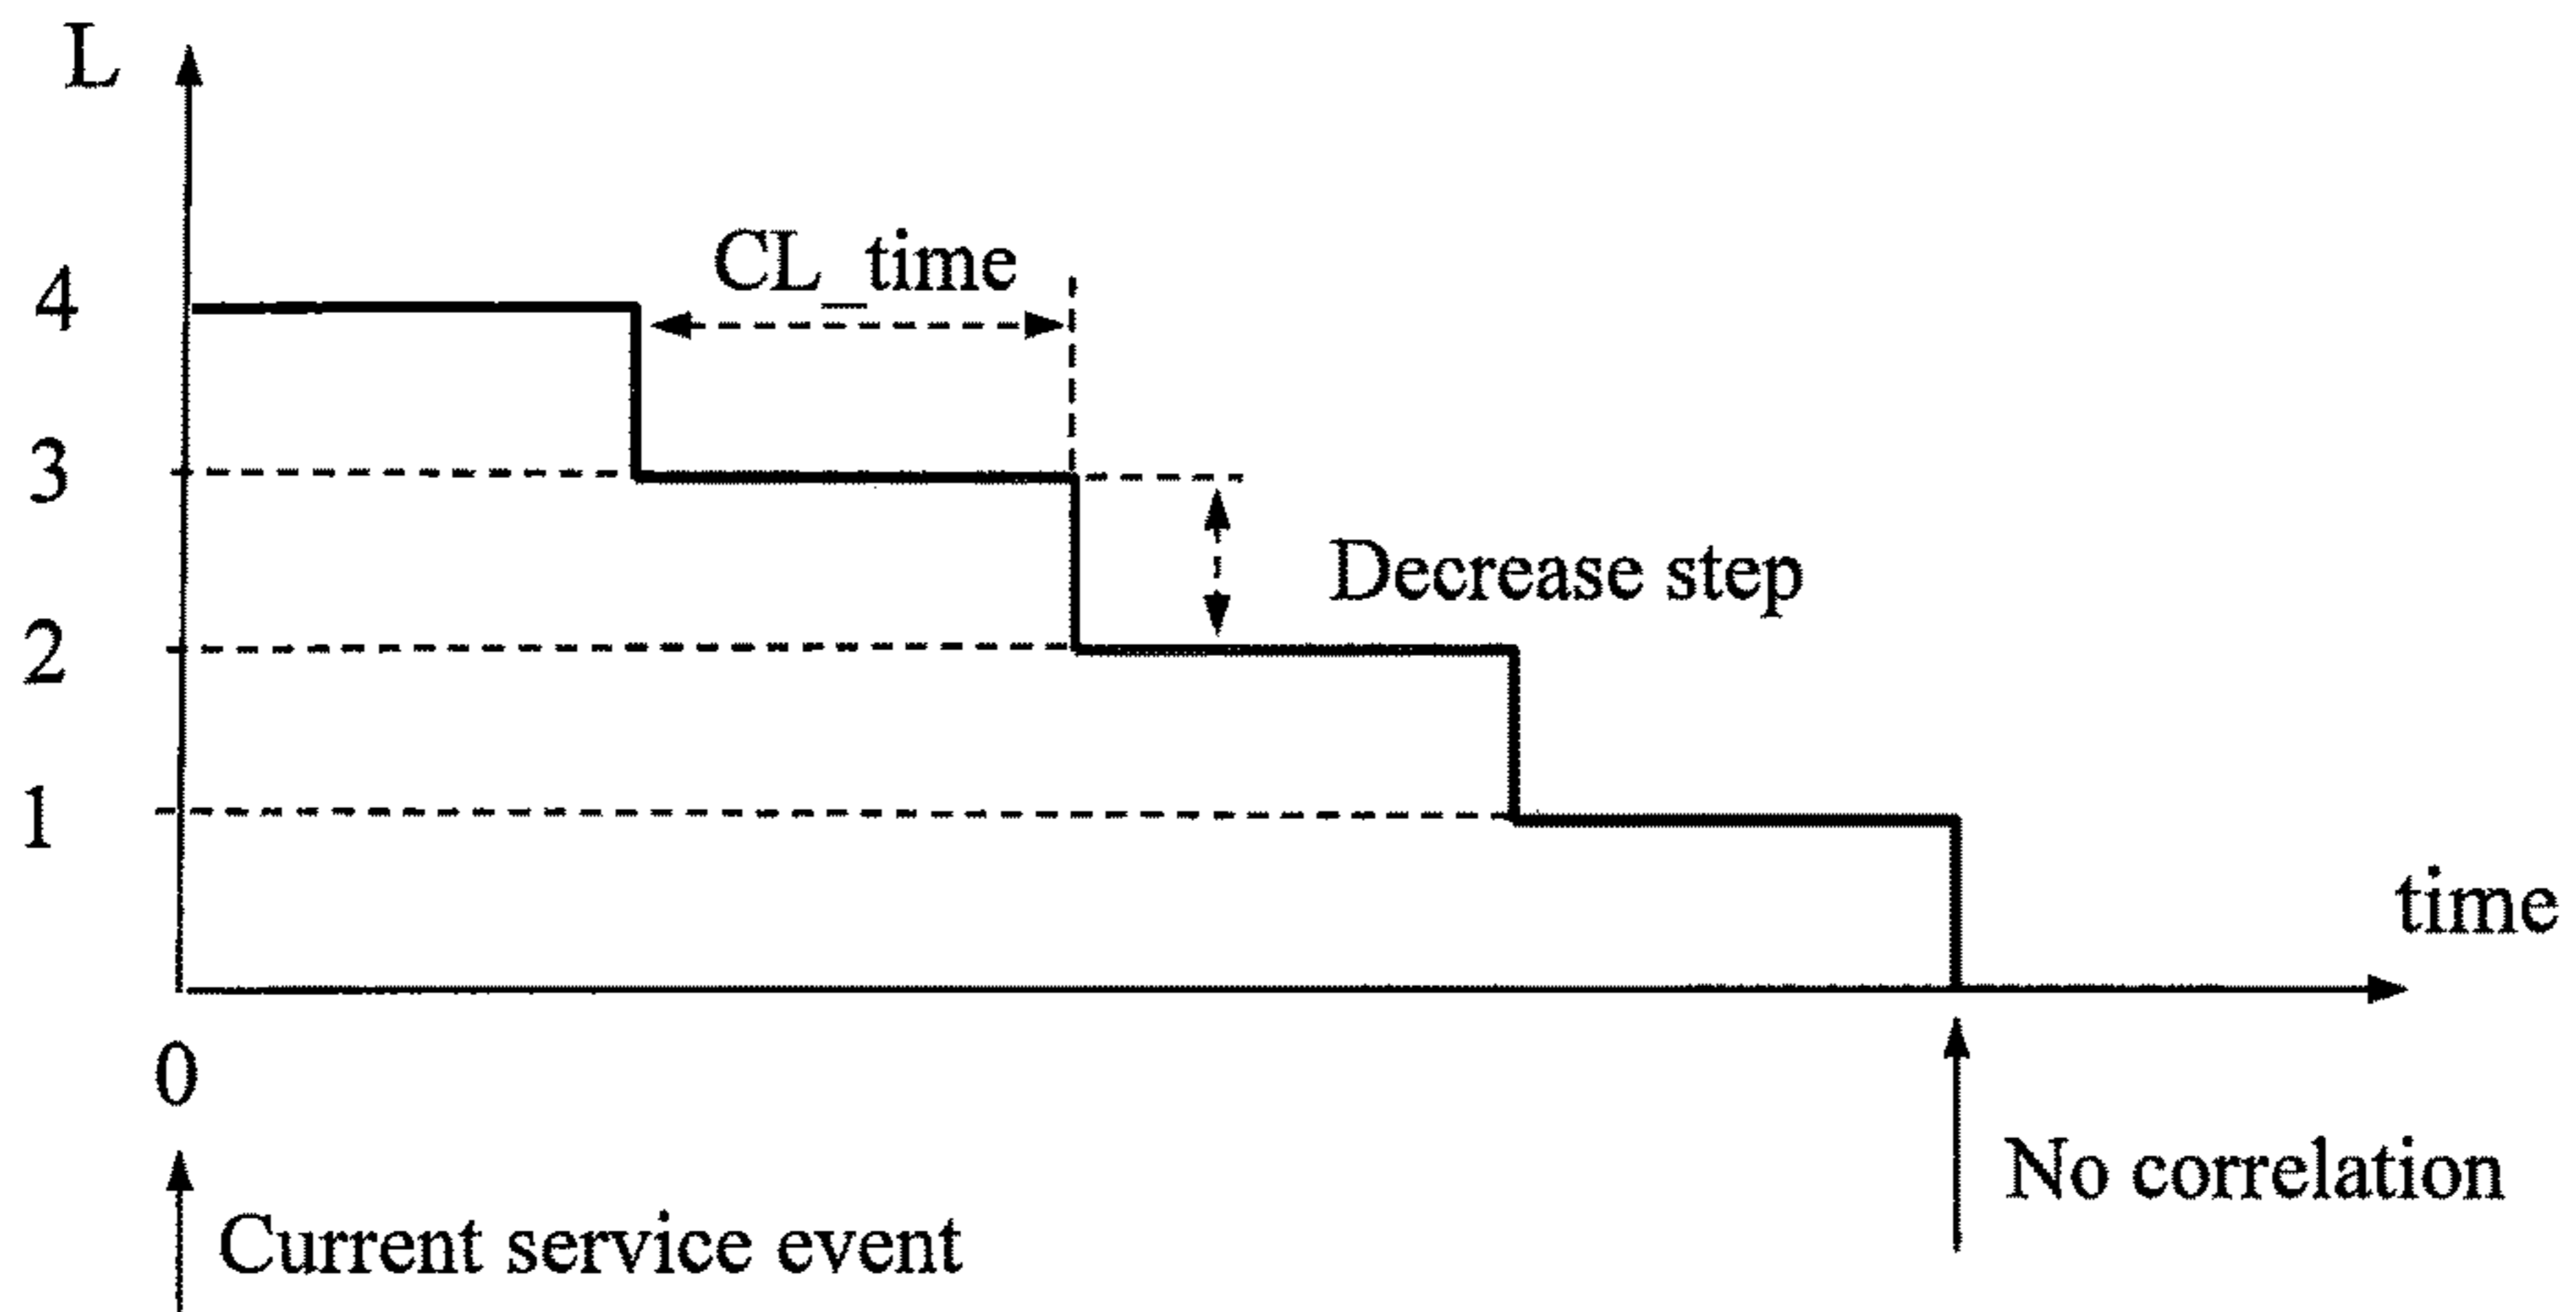 L
CL_time
4
3
Decrease step
2
1
time
0
No correlation
Current service event